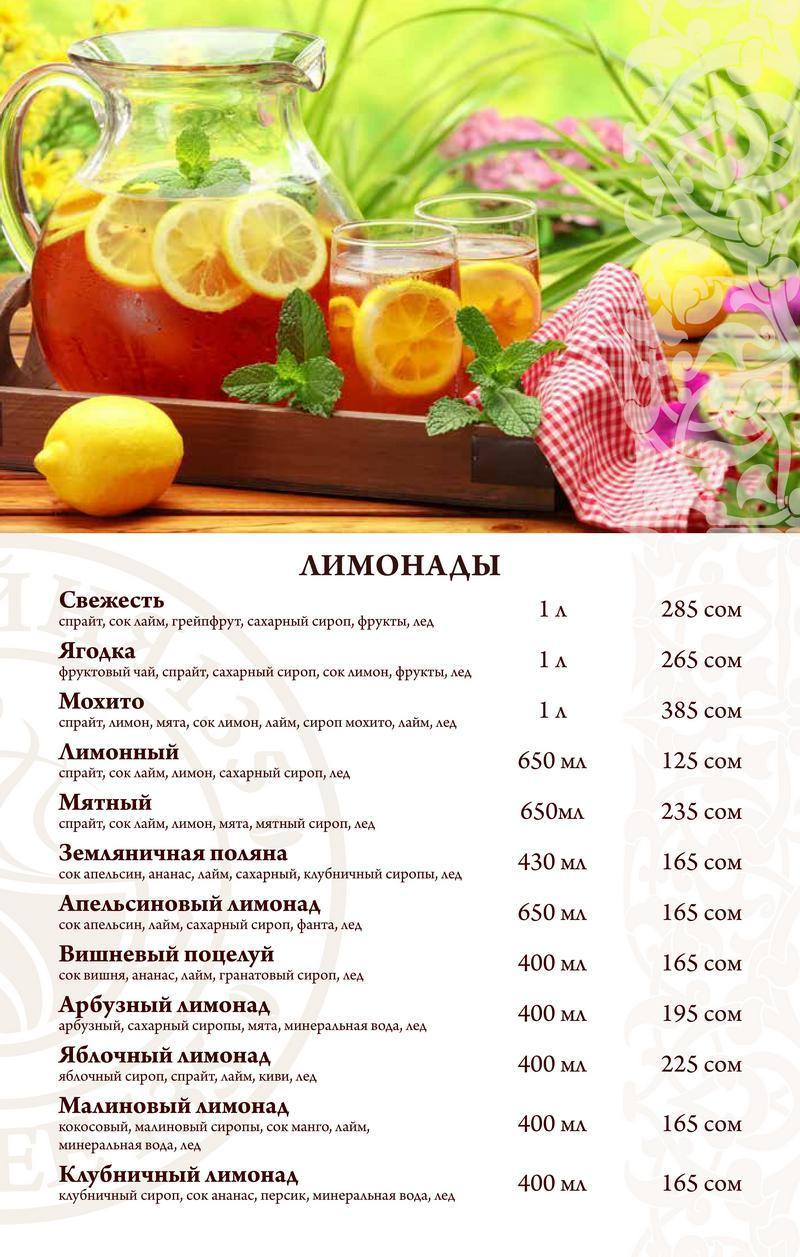 ЛИМОНАДЫ
Свежесть
спрайт, сок лайм, грейпфрут, сахарный сироп, фрукты, лед
1 л
285 сом
Ягодка
фруктовый чай, спрайт, сахарный сироп, сок лимон, фрукты, лед
1 л
265 сом
Мохито
спрайт, лимон, мята, сок лимон, лайм, сироп мохито, лайм, лед
1 л
385 сом
Лимонный
спрайт, сок лайм, лимон, сахарный сироп, лед
650 мл
125 сом
Мятный
спрайт, сок лайм, лимон, мята, мятный сироп, лед
650мл
235 сом
Земляничная поляна
сок апельсин, ананас, лайм, сахарный, клубничный сиропы, лед
430 мл
165 сом
Апельсиновый лимонад
сок апельсин, лайм, сахарный сироп, фанта, лед
650 мл
165 сом
Вишневый поцелуй
сок вишня, ананас, лайм, гранатовый сироп, лед
400 мл
165 сом
Арбузный лимонад
арбузный, сахарный сиропы, мята, минеральная вода, лед
400 мл
195 сом
Яблочный лимонад
яблочный сироп, спрайт, лайм, киви, лед
400 мл
225 сом
Малиновый лимонад
кокосовый, малиновый сиропы, сок манго, лайм,
минеральная вода, лед
400 мл
165 сом
Клубничный лимонад
клубничный сироп, сок ананас, персик, минеральная вода, лед
400 мл
165 сом